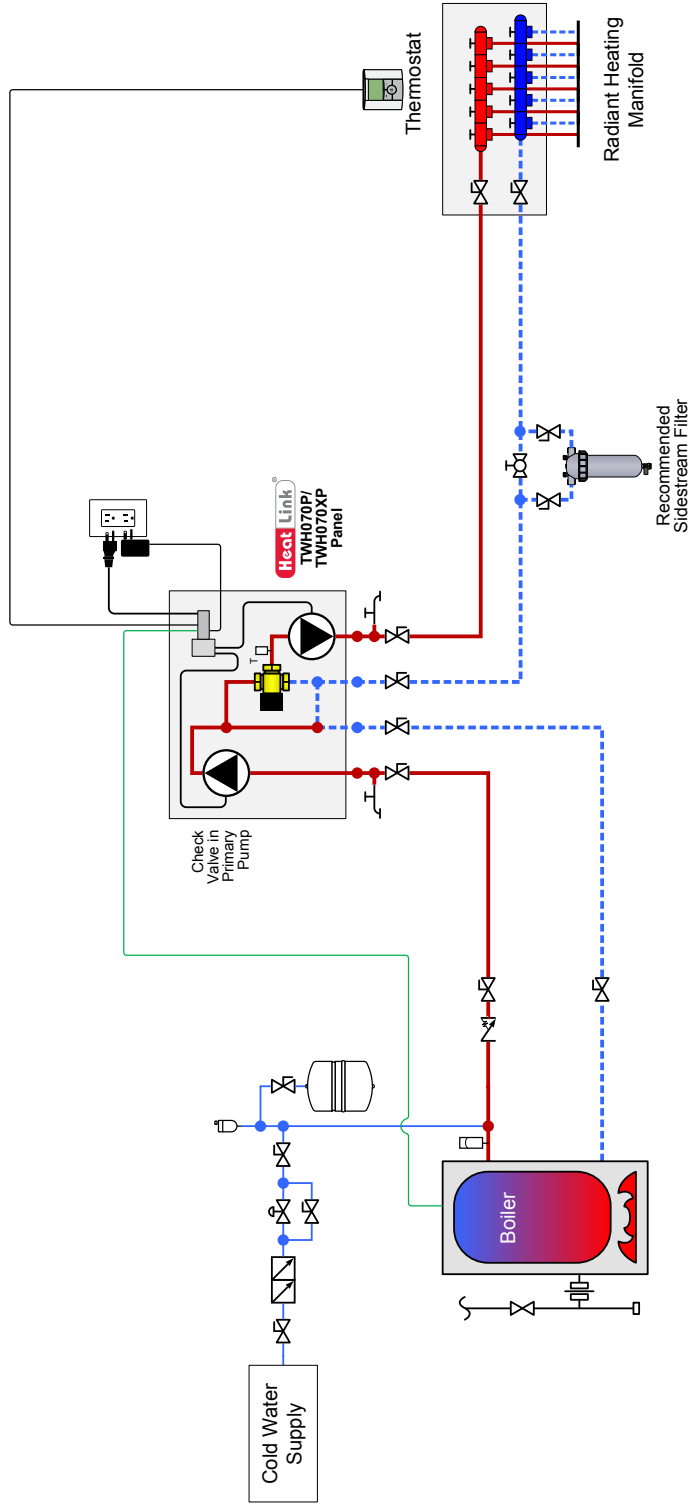 Thermostat
Radiant Heating
Manifold
Heat Link®
TWH070P/
TWH070XP
Panel
T
Recommended
Sidestream Filter
Check
Valve in
Primary
Pump
Boiler
Cold Water
Supply